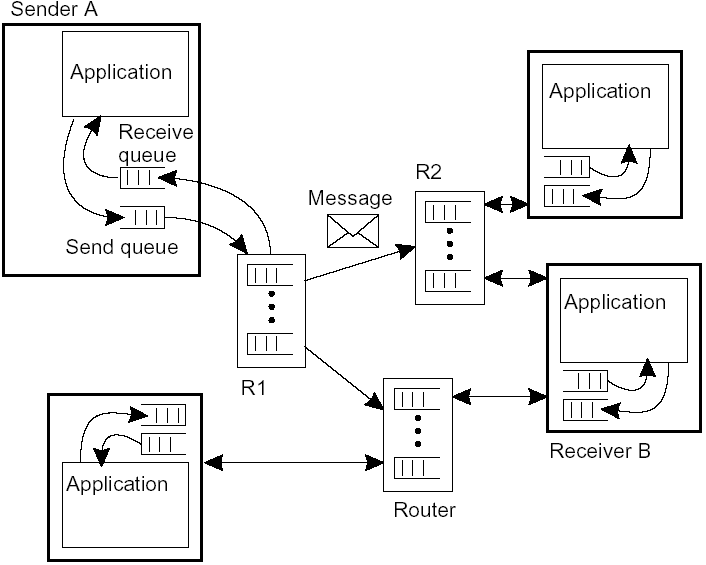 Sender A
Application
Receive
queue
Send queue
Message
R2
Application
R1
Application
Receiver B
Application
Router